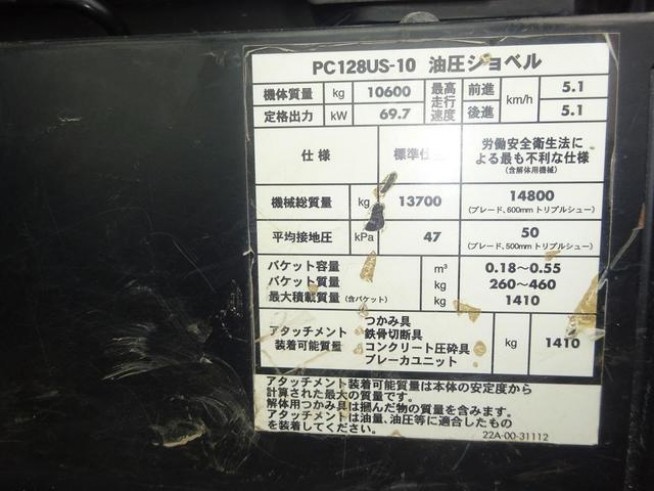 PC128US-10 油圧ショベル
機体質量 kg 10600 最高走行速度 前進 km/h 5.1
定格出力 kW 69.7 後進 5.1
仕様 標準仕 労働安全衛生法に
よる最も不利な仕様
(含解体用機械)
機械総質量 kg 13700 14800
(ブレード、600mmトリプルシュー)
平均接地圧 kPa 47 50
(ブレード、500mmトリプルシュー)
バケット容量 m³ 0.18〜0.55
バケット質量 kg 260〜460
最大積載質量 (含バケット) kg 1410
アタッチメント
装着可能質量
つかみ具
鉄骨切断具
コンクリート圧砕具
ブレーカユニット
kg 1410
アタッチメント装着可能質量は本体の安定度から
計算された最大の質量です。
解体用つかみ具は掴んだ物の質量を含みます。
アタッチメントは油量、油圧等に適合したもの
を装着してください。
22A-00-31112